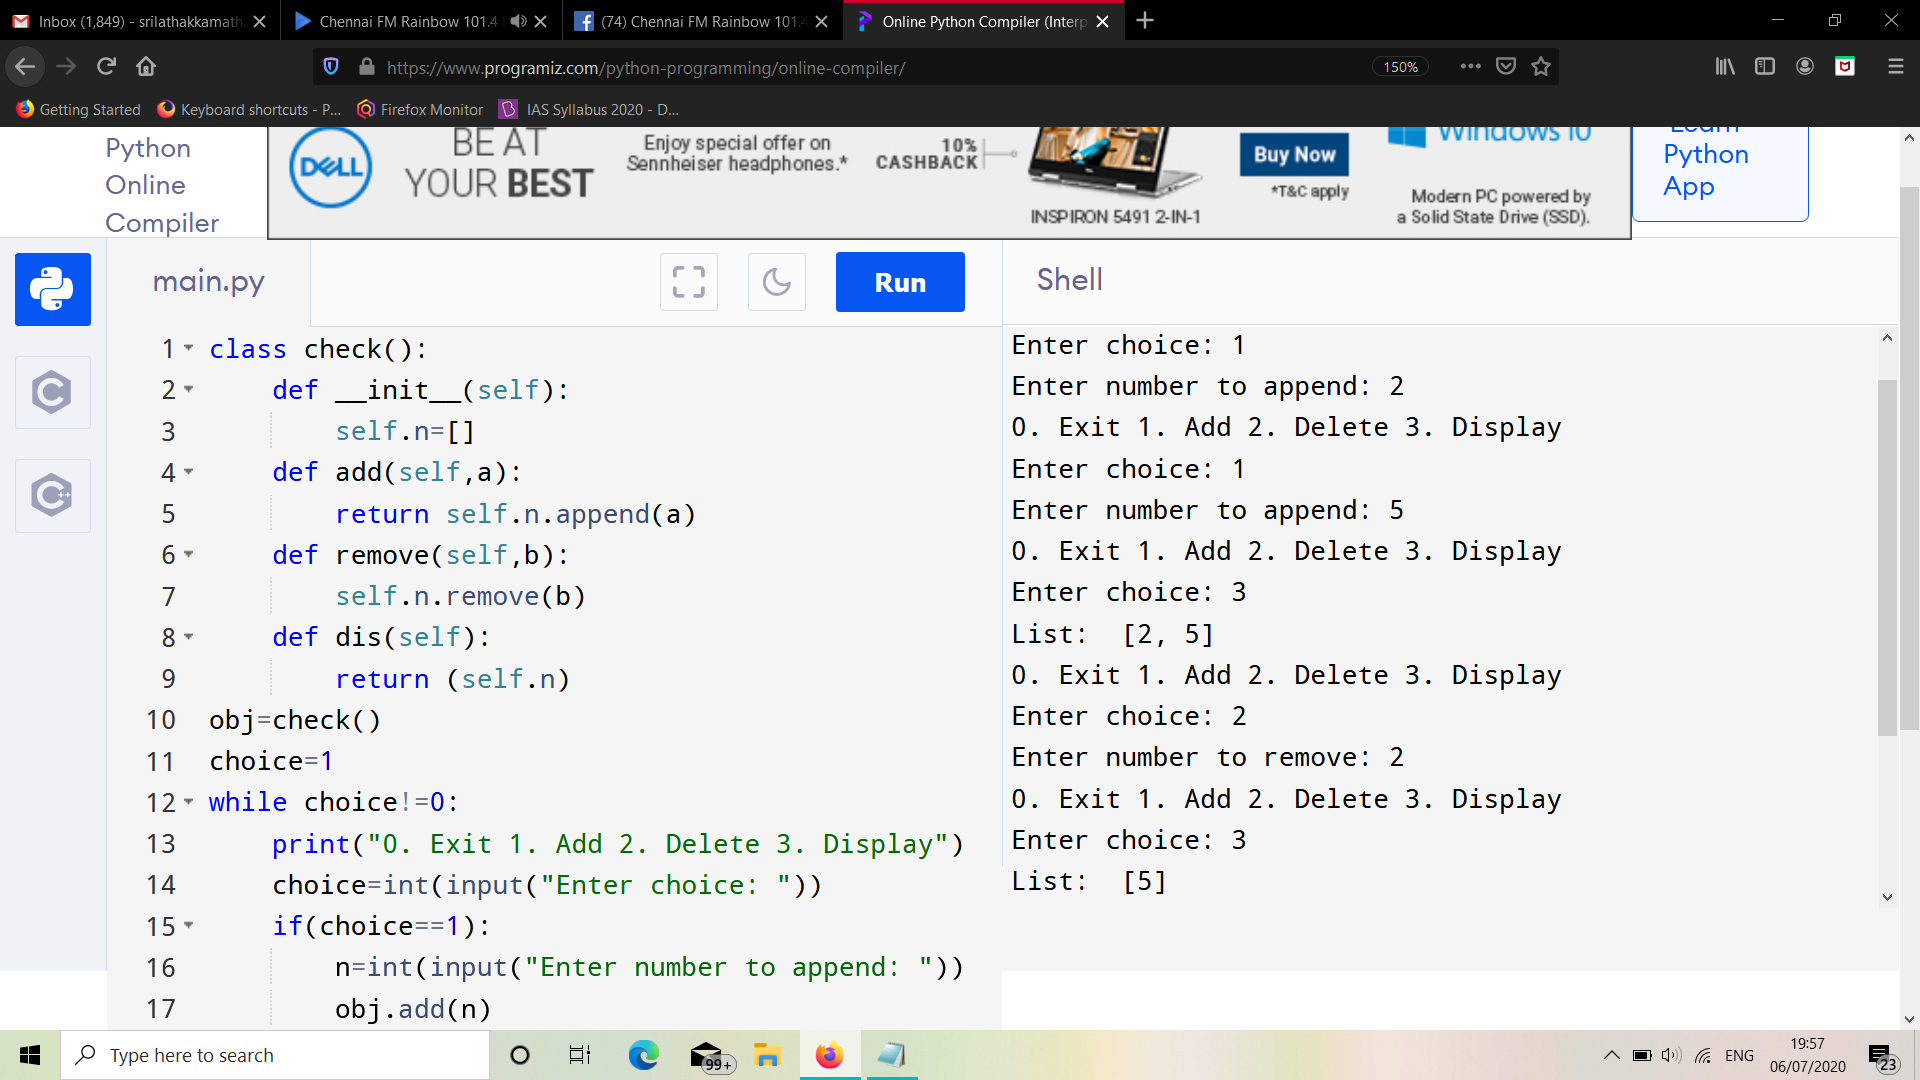 Inbox (1,849) - srilathakkamath
Chennai FM Rainbow 101.4
(74) Chennai FM Rainbow 101.4
Online Python Compiler (Interp
https://www.programiz.com/python-programming/online-compiler/
150%
Getting Started
Keyboard shortcuts - P...
Firefox Monitor
IAS Syllabus 2020 - D...
Python
Online
Compiler
DELL
BE AT
YOUR BEST
Enjoy special offer on
Sennheiser headphones.*
10%
CASHBACK
INSPIRON 5491 2-IN-1
Buy Now
*T&C apply
Windows 10
Modern PC powered by
a Solid State Drive (SSD).
Learn
Python
App
main.py
Run
Shell
1 class check():
2     def __init__(self):
3         self.n=[]
4     def add(self,a):
5         return self.n.append(a)
6     def remove(self,b):
7         self.n.remove(b)
8     def dis(self):
9         return (self.n)
10 obj=check()
11 choice=1
12 while choice!=0:
13     print("0. Exit 1. Add 2. Delete 3. Display")
14     choice=int(input("Enter choice: "))
15     if(choice==1):
16         n=int(input("Enter number to append: "))
17         obj.add(n)
Enter choice: 1
Enter number to append: 2
0. Exit 1. Add 2. Delete 3. Display
Enter choice: 1
Enter number to append: 5
0. Exit 1. Add 2. Delete 3. Display
Enter choice: 3
List:  [2, 5]
0. Exit 1. Add 2. Delete 3. Display
Enter choice: 2
Enter number to remove: 2
0. Exit 1. Add 2. Delete 3. Display
Enter choice: 3
List:  [5]
Type here to search
99+
ENG
19:57
06/07/2020
23